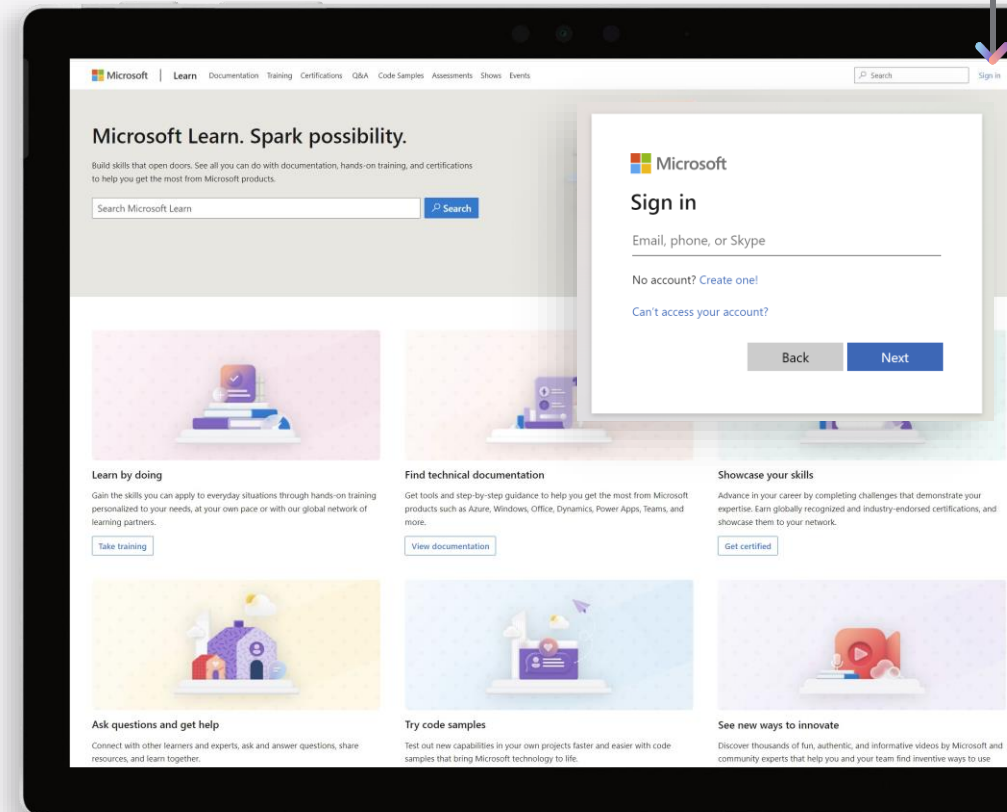 Microsoft | Learn Documentation Training Certifications Q&A Code Samples Assessments Shows Events Search Sign in
Microsoft Learn. Spark possibility.
Build skills that open doors. See all you can do with documentation, hands-on training, and certifications
to help you get the most from Microsoft products.
Search Microsoft Learn Search
Microsoft
Sign in
Email, phone, or Skype
No account? Create one!
Can't access your account?
Back Next
Learn by doing
Gain the skills you can apply to everyday situations through hands-on training
personalized to your needs, at your own pace or with our global network of
learning partners.
Take training
Find technical documentation
Get tools and step-by-step guidance to help you get the most from Microsoft
products such as Azure, Windows, Office, Dynamics, Power Apps, Teams, and
more.
View documentation
Showcase your skills
Advance in your career by completing challenges that demonstrate your
expertise. Earn globally recognized and industry-endorsed certifications, and
showcase them to your network.
Get certified
Ask questions and get help
Connect with other learners and experts, ask and answer questions, share
resources, and learn together.
Try code samples
Test out new capabilities in your own projects faster and easier with code
samples that bring Microsoft technology to life.
See new ways to innovate
Discover thousands of fun, authentic, and informative videos by Microsoft and
community experts that help you and your team find inventive ways to use